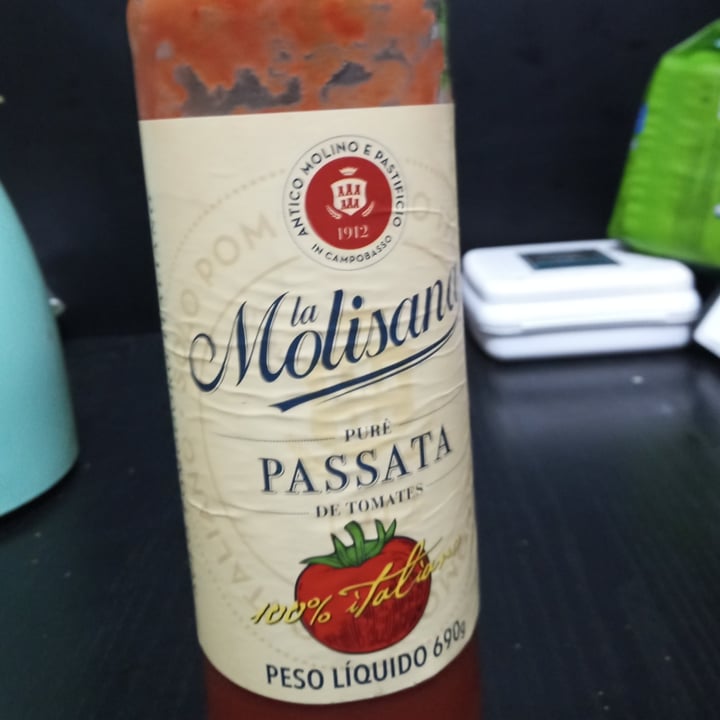 ANTICO MOLINO E PASTIFICIO
1912
IN CAMPOBASSO
la
Molisana
PURÊ
PASSATA
DE TOMATES
100% italiano
PESO LÍQUIDO 690g